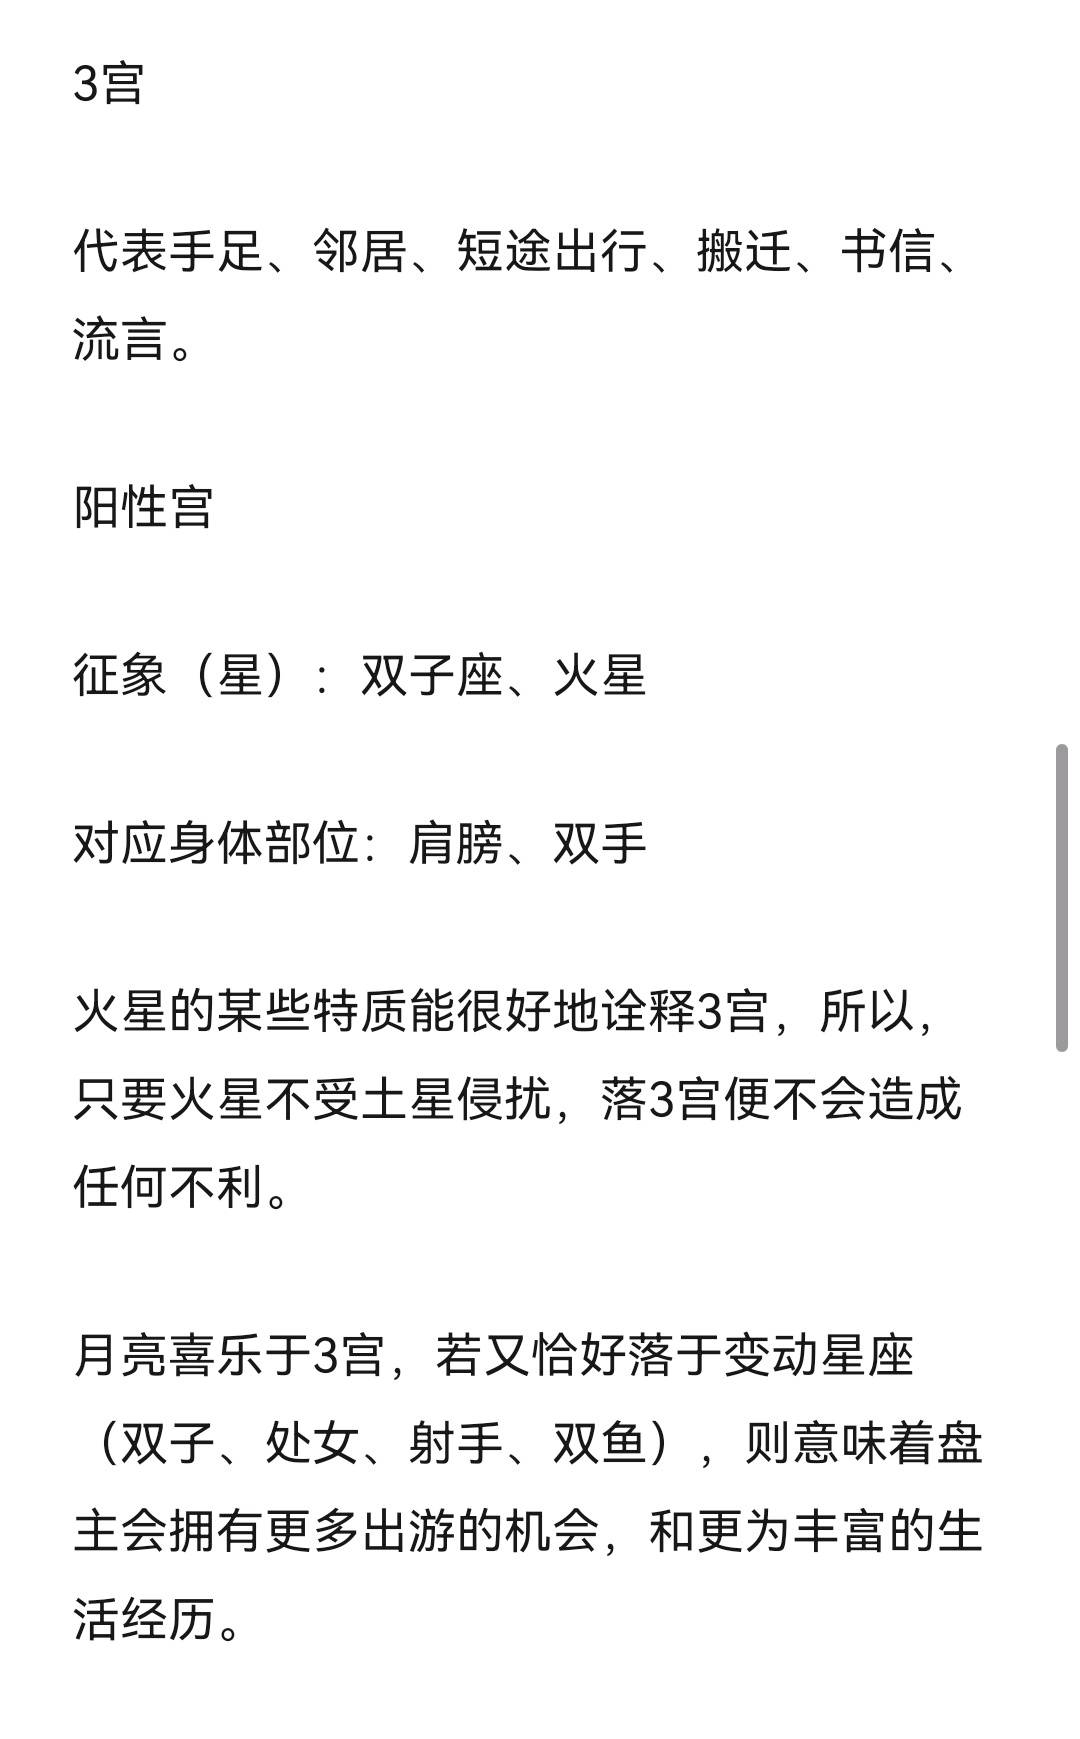 3宫
代表手足、邻居、短途出行、搬迁、书信、
流言。
阳性宫
征象（星）：双子座、火星
对应身体部位：肩膀、双手
火星的某些特质能很好地诠释3宫，所以，
只要火星不受土星侵扰，落3宫便不会造成
任何不利。
月亮喜乐于3宫，若又恰好落于变动星座
（双子、处女、射手、双鱼），则意味着盘
主会拥有更多出游的机会，和更为丰富的生
活经历。